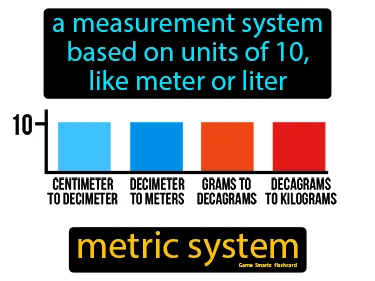 a measurement system
based on units of 10,
like meter or liter
10
CENTIMETER
TO DECIMETER
DECIMETER
TO METERS
GRAMS TO
DECAGRAMS
DECAGRAMS
TO KILOGRAMS
metric system
Game Smartz flashcard